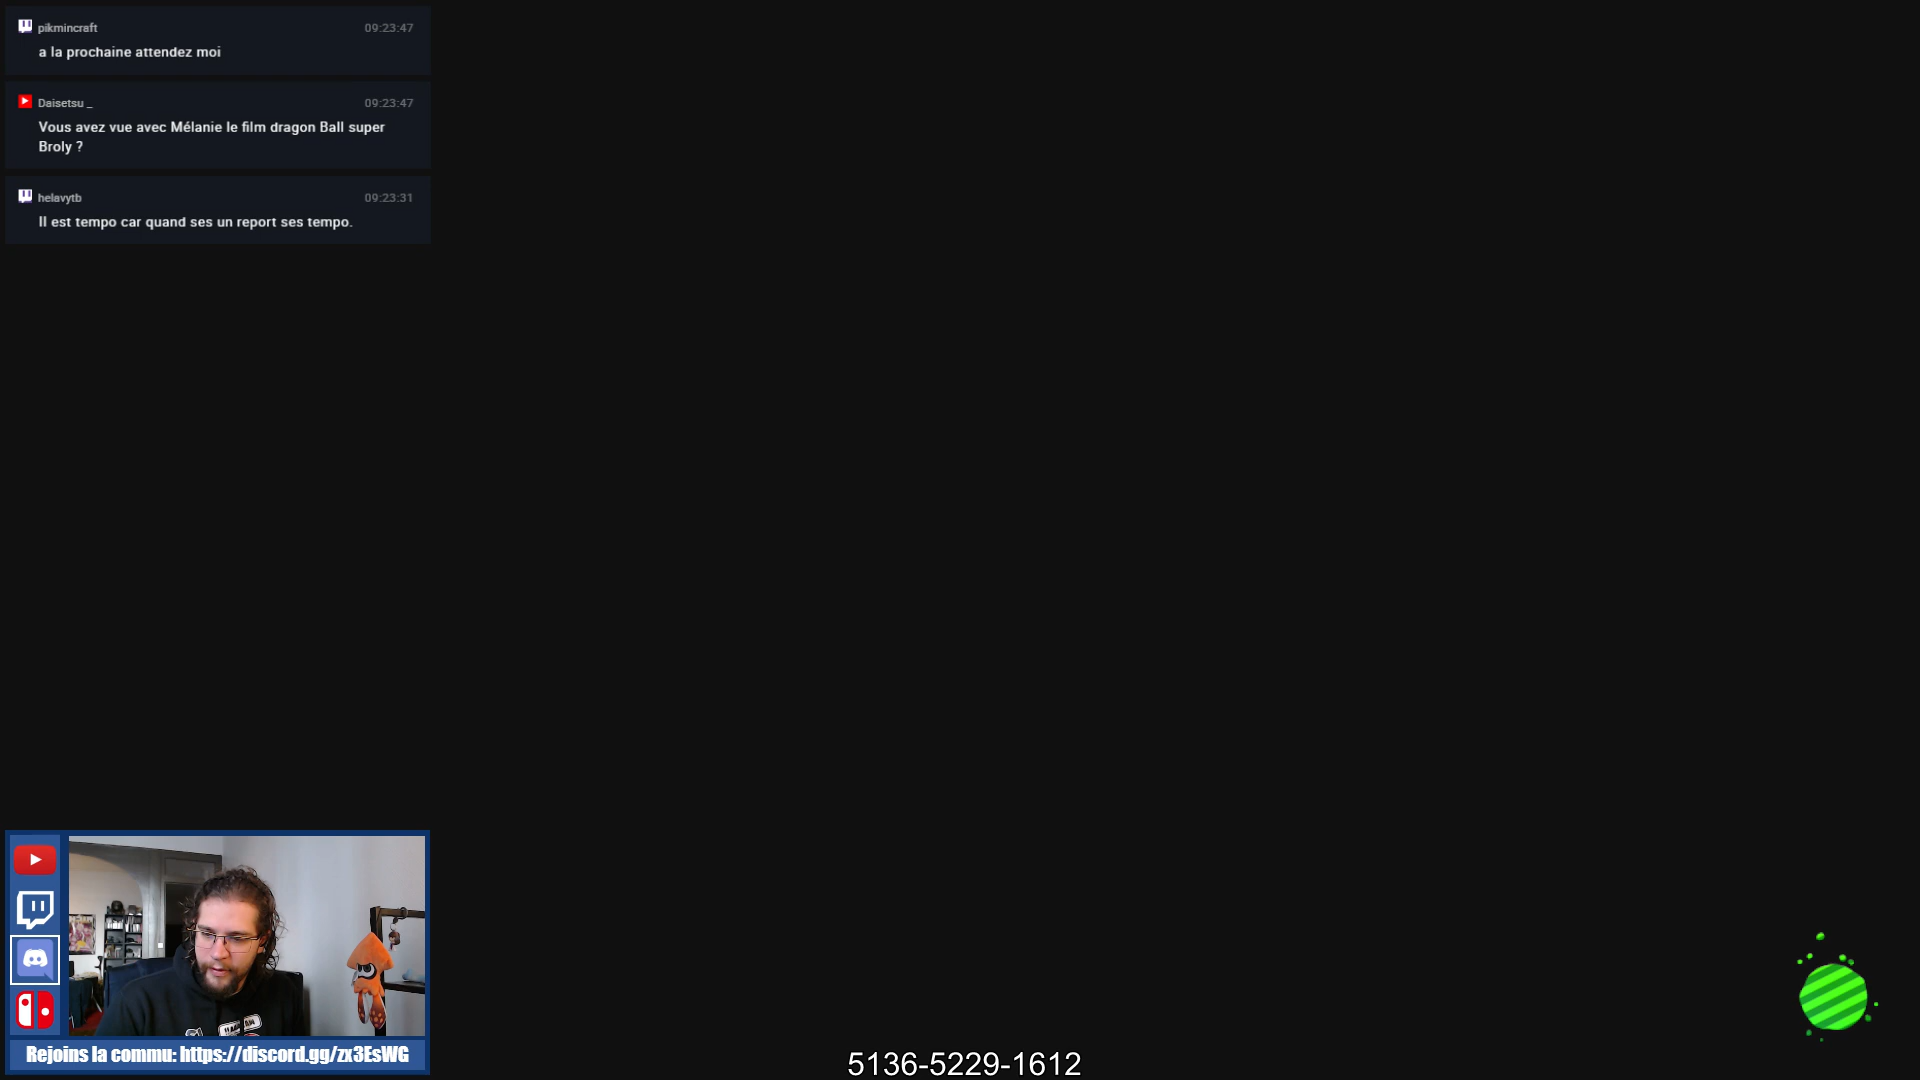 pikmincraft 09:23:47
a la prochaine attendez moi
Daisetsu _ 09:23:47
Vous avez vue avec Mélanie le film dragon Ball super
Broly ?
helavytb 09:23:31
Il est tempo car quand ses un report ses tempo.
Rejoins la commu: https://discord.gg/zx3EsWG
5136-5229-1612